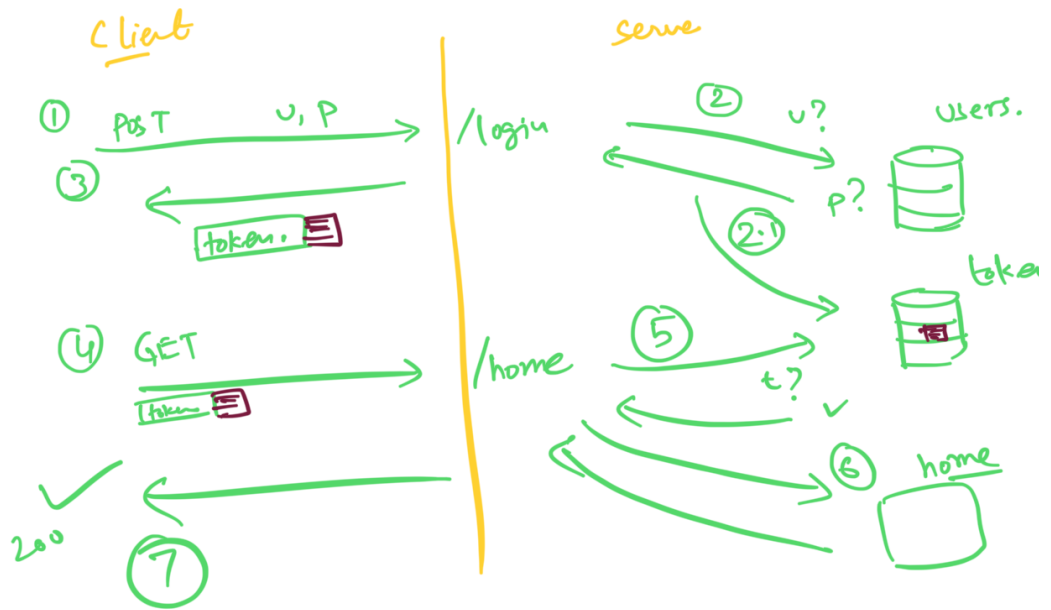 Client
serve
① POST u, p
/login
② u?
users.
③
p?
token.
2.1
token
④ GET
/home
⑤
t?
token
✓
⑥
home
✓
200
⑦